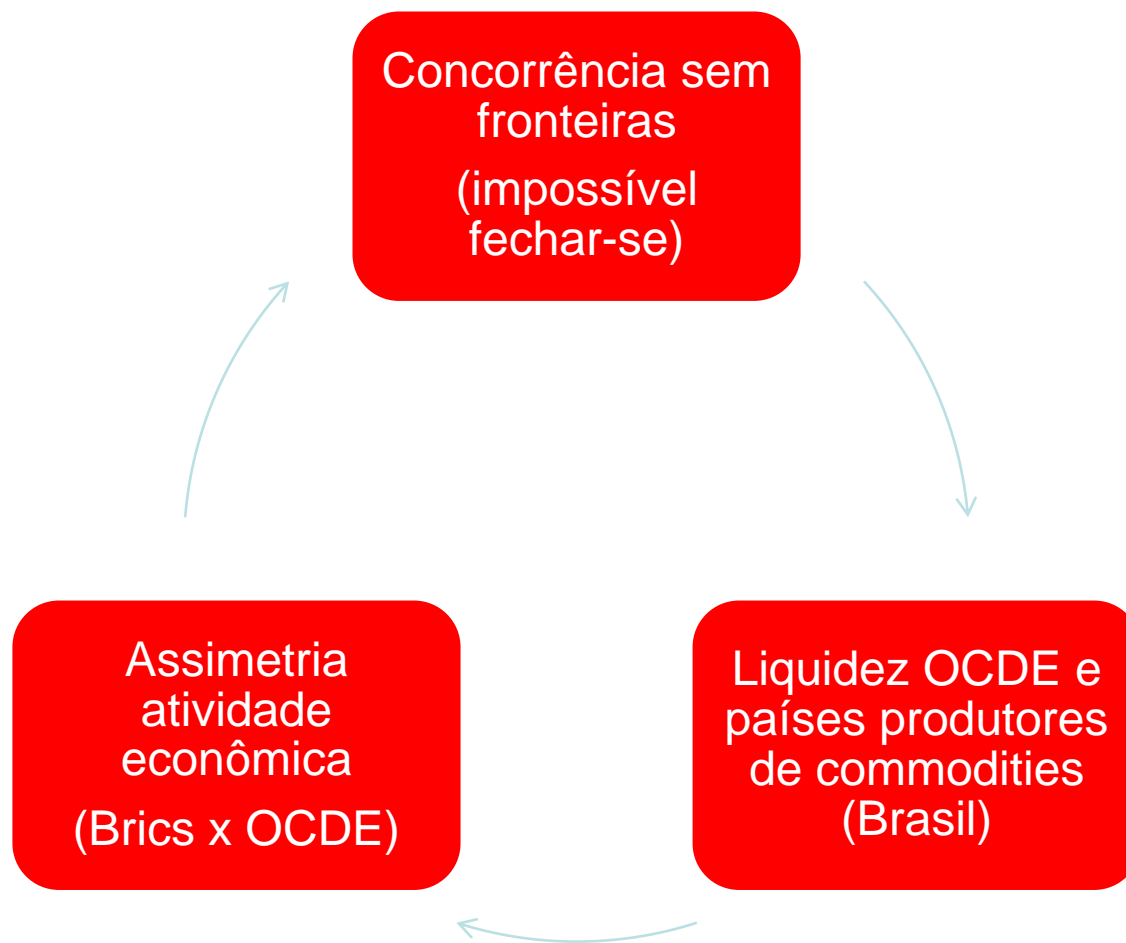 Concorrência sem
fronteiras
(impossível
fechar-se)
Liquidez OCDE e
países produtores
de commodities
(Brasil)
Assimetria
atividade
econômica
(Brics x OCDE)